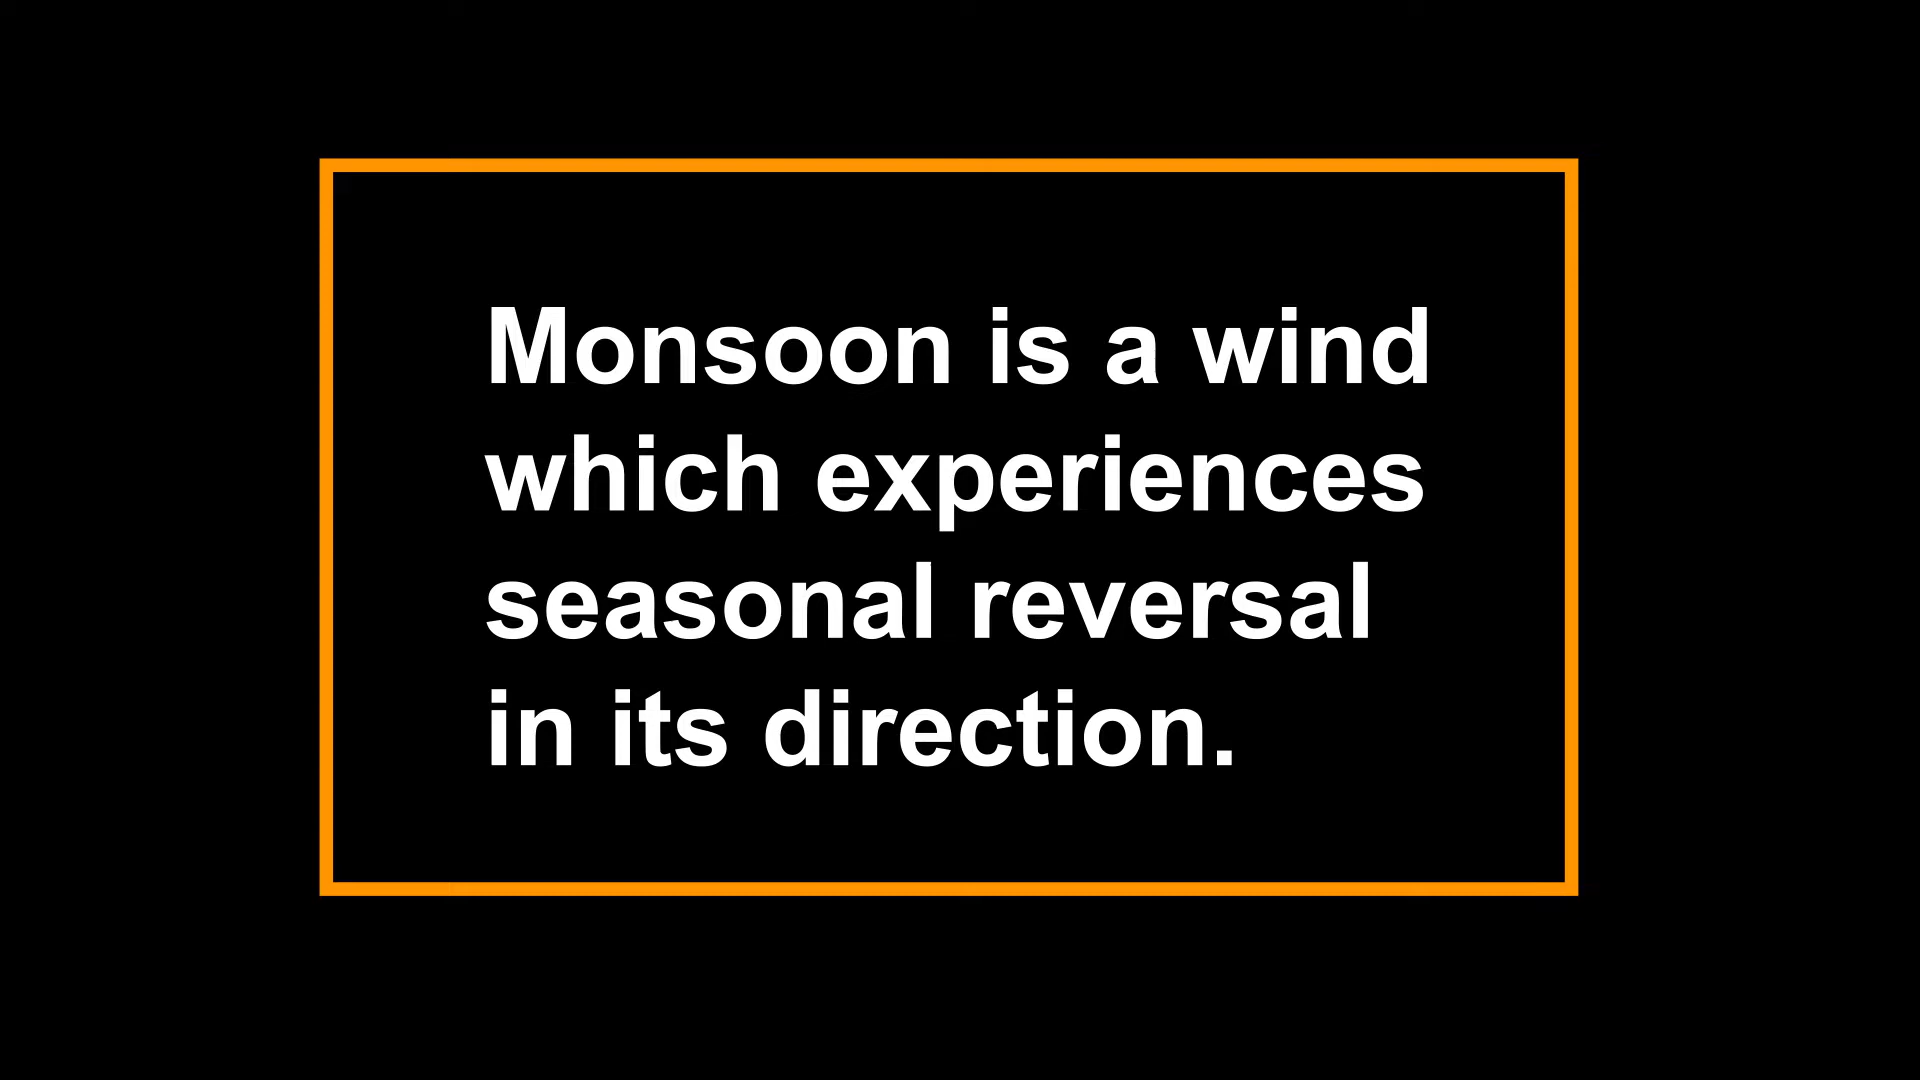 Monsoon is a wind
which experiences
seasonal reversal
in its direction.